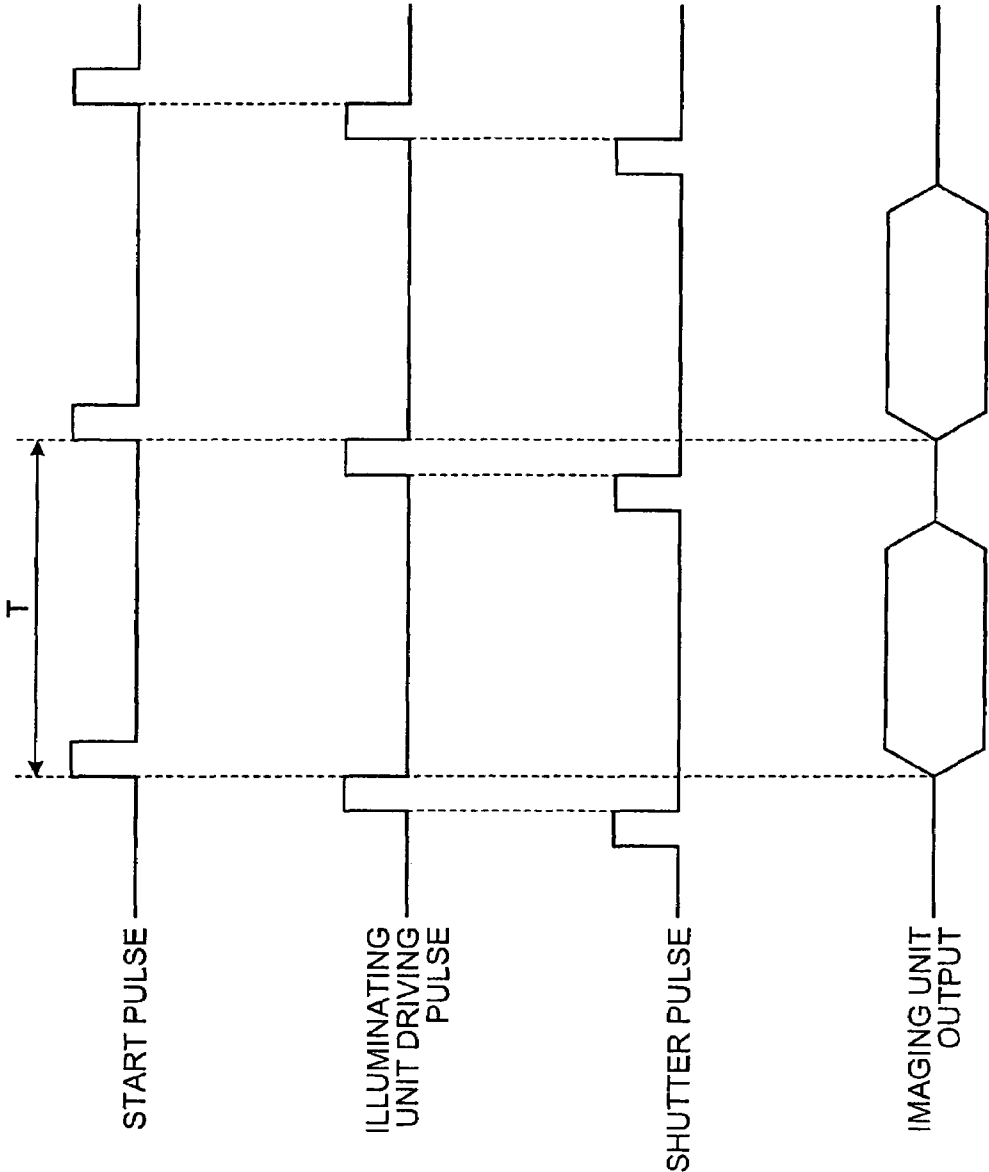 T
START PULSE
ILLUMINATING
UNIT DRIVING
PULSE
SHUTTER PULSE
IMAGING UNIT
OUTPUT